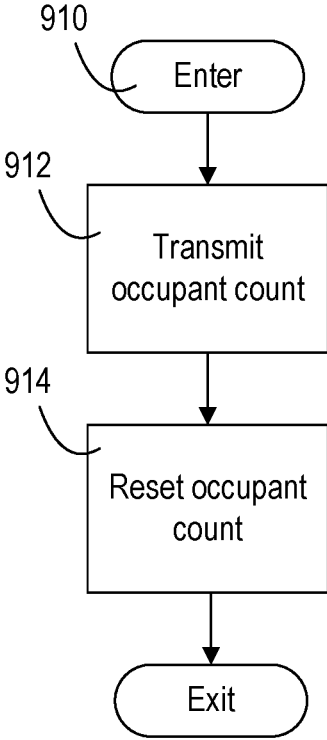 910
Enter
912
Transmit
occupant count
914
Reset occupant
count
Exit